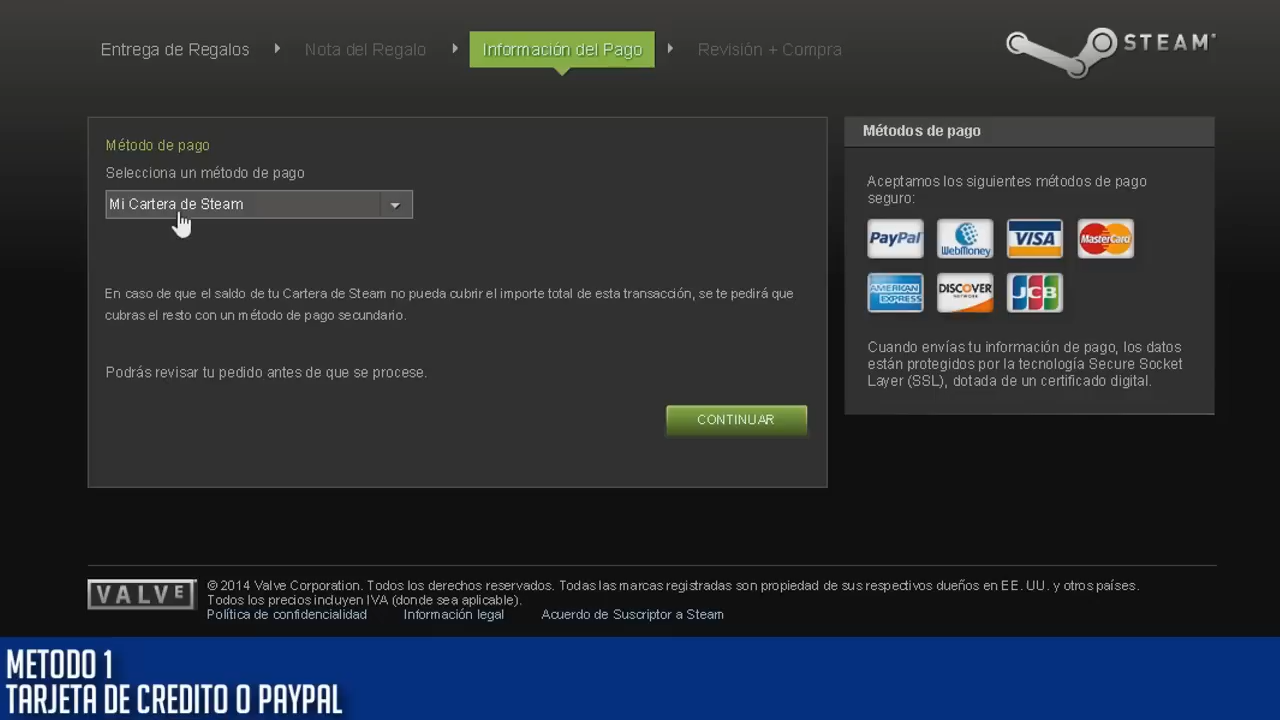 Entrega de Regalos
Nota del Regalo
Información del Pago
Revisión + Compra
STEAM
Método de pago
Selecciona un método de pago
Mi Cartera de Steam
En caso de que el saldo de tu Cartera de Steam no pueda cubrir el importe total de esta transacción, se te pedirá que
cubras el resto con un método de pago secundario.
Podrás revisar tu pedido antes de que se procese.
CONTINUAR
Métodos de pago
Aceptamos los siguientes métodos de pago
seguro:
PayPal
WebMoney
VISA
MasterCard
AMERICAN
EXPRESS
DISCOVER
NETWORK
JCB
Cuando envías tu información de pago, los datos
están protegidos por la tecnología Secure Socket
Layer (SSL), dotada de un certificado digital.
VALVE
© 2014 Valve Corporation. Todos los derechos reservados. Todas las marcas registradas son propiedad de sus respectivos dueños en EE. UU. y otros países.
Todos los precios incluyen IVA (donde sea aplicable).
Política de confidencialidad
Información legal
Acuerdo de Suscriptor a Steam
METODO 1
TARJETA DE CREDITO O PAYPAL